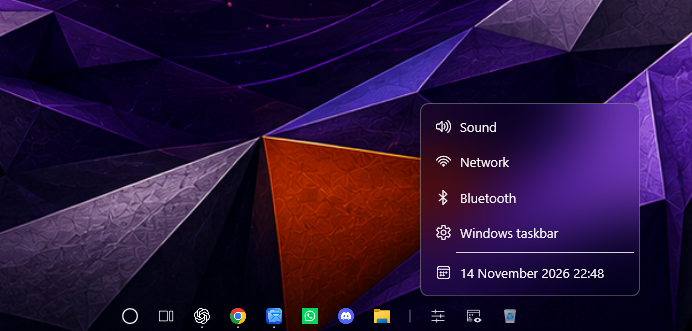 Sound
Network
Bluetooth
Windows taskbar
14 November 2026 22:48